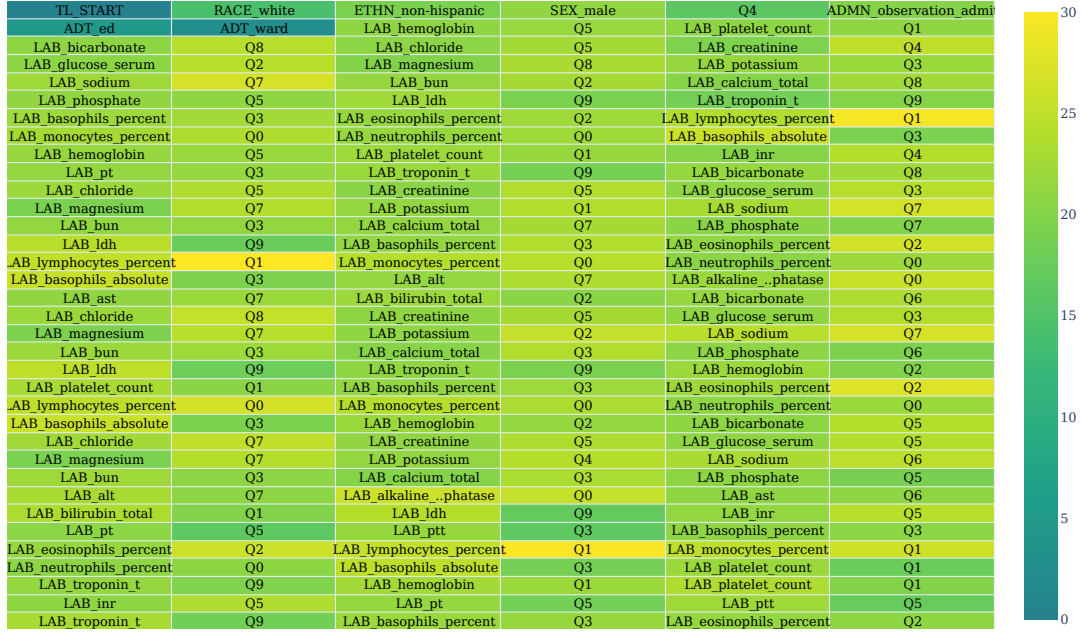 TL_START RACE_white ETHN_non-hispanic SEX_male Q4 ADMN_observation_admit
ADT_ed ADT_ward LAB_hemoglobin Q5 LAB_platelet_count Q1
LAB_bicarbonate Q8 LAB_chloride Q5 LAB_creatinine Q4
LAB_glucose_serum Q2 LAB_magnesium Q8 LAB_potassium Q3
LAB_sodium Q7 LAB_bun Q2 LAB_calcium_total Q8
LAB_phosphate Q5 LAB_ldh Q9 LAB_troponin_t Q9
LAB_basophils_percent Q3 LAB_eosinophils_percent Q2 LAB_lymphocytes_percent Q1
LAB_monocytes_percent Q0 LAB_neutrophils_percent Q0 LAB_basophils_absolute Q3
LAB_hemoglobin Q5 LAB_platelet_count Q1 LAB_inr Q4
LAB_pt Q3 LAB_troponin_t Q9 LAB_bicarbonate Q8
LAB_chloride Q5 LAB_creatinine Q5 LAB_glucose_serum Q3
LAB_magnesium Q7 LAB_potassium Q1 LAB_sodium Q7
LAB_bun Q3 LAB_calcium_total Q7 LAB_phosphate Q7
LAB_ldh Q9 LAB_basophils_percent Q3 LAB_eosinophils_percent Q2
LAB_lymphocytes_percent Q1 LAB_monocytes_percent Q0 LAB_neutrophils_percent Q0
LAB_basophils_absolute Q3 LAB_alt Q7 LAB_alkaline_..phatase Q0
LAB_ast Q7 LAB_bilirubin_total Q2 LAB_bicarbonate Q6
LAB_chloride Q8 LAB_creatinine Q5 LAB_glucose_serum Q3
LAB_magnesium Q7 LAB_potassium Q2 LAB_sodium Q7
LAB_bun Q3 LAB_calcium_total Q3 LAB_phosphate Q6
LAB_ldh Q9 LAB_troponin_t Q9 LAB_hemoglobin Q2
LAB_platelet_count Q1 LAB_basophils_percent Q3 LAB_eosinophils_percent Q2
LAB_lymphocytes_percent Q0 LAB_monocytes_percent Q0 LAB_neutrophils_percent Q0
LAB_basophils_absolute Q3 LAB_hemoglobin Q2 LAB_bicarbonate Q5
LAB_chloride Q7 LAB_creatinine Q5 LAB_glucose_serum Q5
LAB_magnesium Q7 LAB_potassium Q4 LAB_sodium Q6
LAB_bun Q3 LAB_calcium_total Q3 LAB_phosphate Q5
LAB_alt Q7 LAB_alkaline_..phatase Q0 LAB_ast Q6
LAB_bilirubin_total Q1 LAB_ldh Q9 LAB_inr Q5
LAB_pt Q5 LAB_ptt Q3 LAB_basophils_percent Q3
LAB_eosinophils_percent Q2 LAB_lymphocytes_percent Q1 LAB_monocytes_percent Q1
LAB_neutrophils_percent Q0 LAB_basophils_absolute Q3 LAB_platelet_count Q1
LAB_troponin_t Q9 LAB_hemoglobin Q1 LAB_platelet_count Q1
LAB_inr Q5 LAB_pt Q5 LAB_ptt Q5
LAB_troponin_t Q9 LAB_basophils_percent Q3 LAB_eosinophils_percent Q2
30
25
20
15
10
5
0